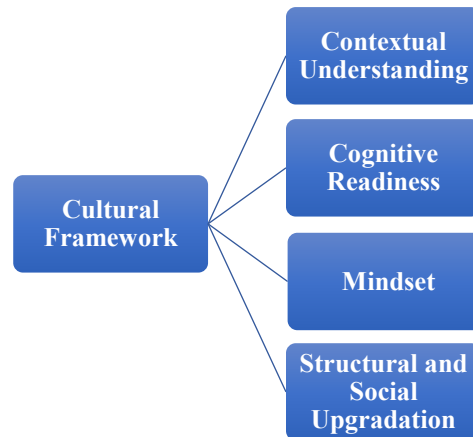 Contextual
Understanding
Cognitive
Readiness
Cultural
Framework
Mindset
Structural and
Social
Upgradation